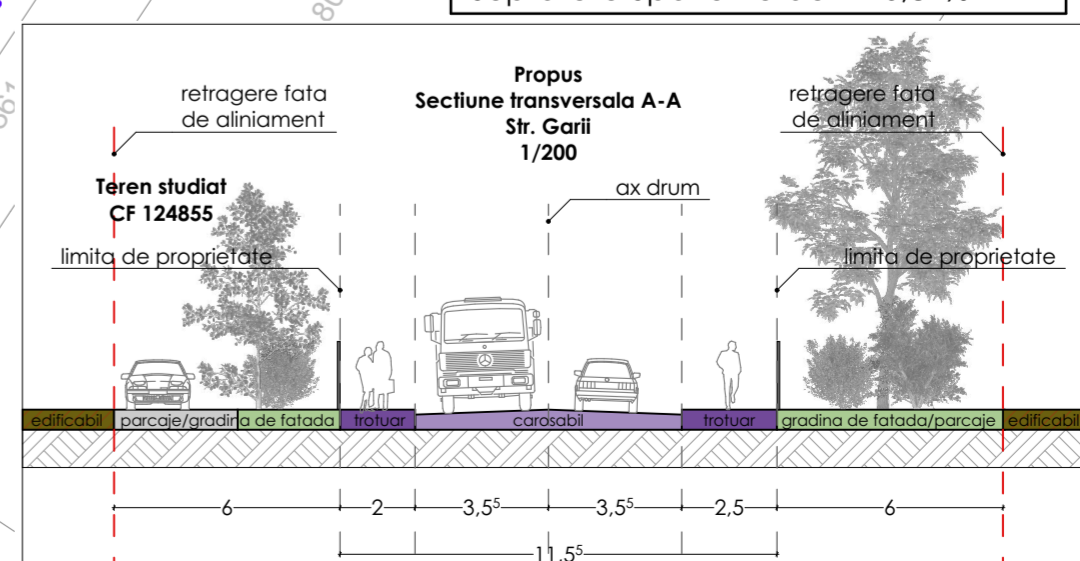 retragere fata
de aliniament
Propus
Sectiune transversala A-A
Str. Garii
1/200
retragere fata
de aliniament
Teren studiat
CF 124855
ax drum
limita de proprietate
limita de proprietate
edificabil parcaje/gradina de fatada trotuar carosabil trotuar gradina de fatada/parcaje edificabil
6 2 3,5⁵ 3,5⁵ 2,5 6
11,5⁵